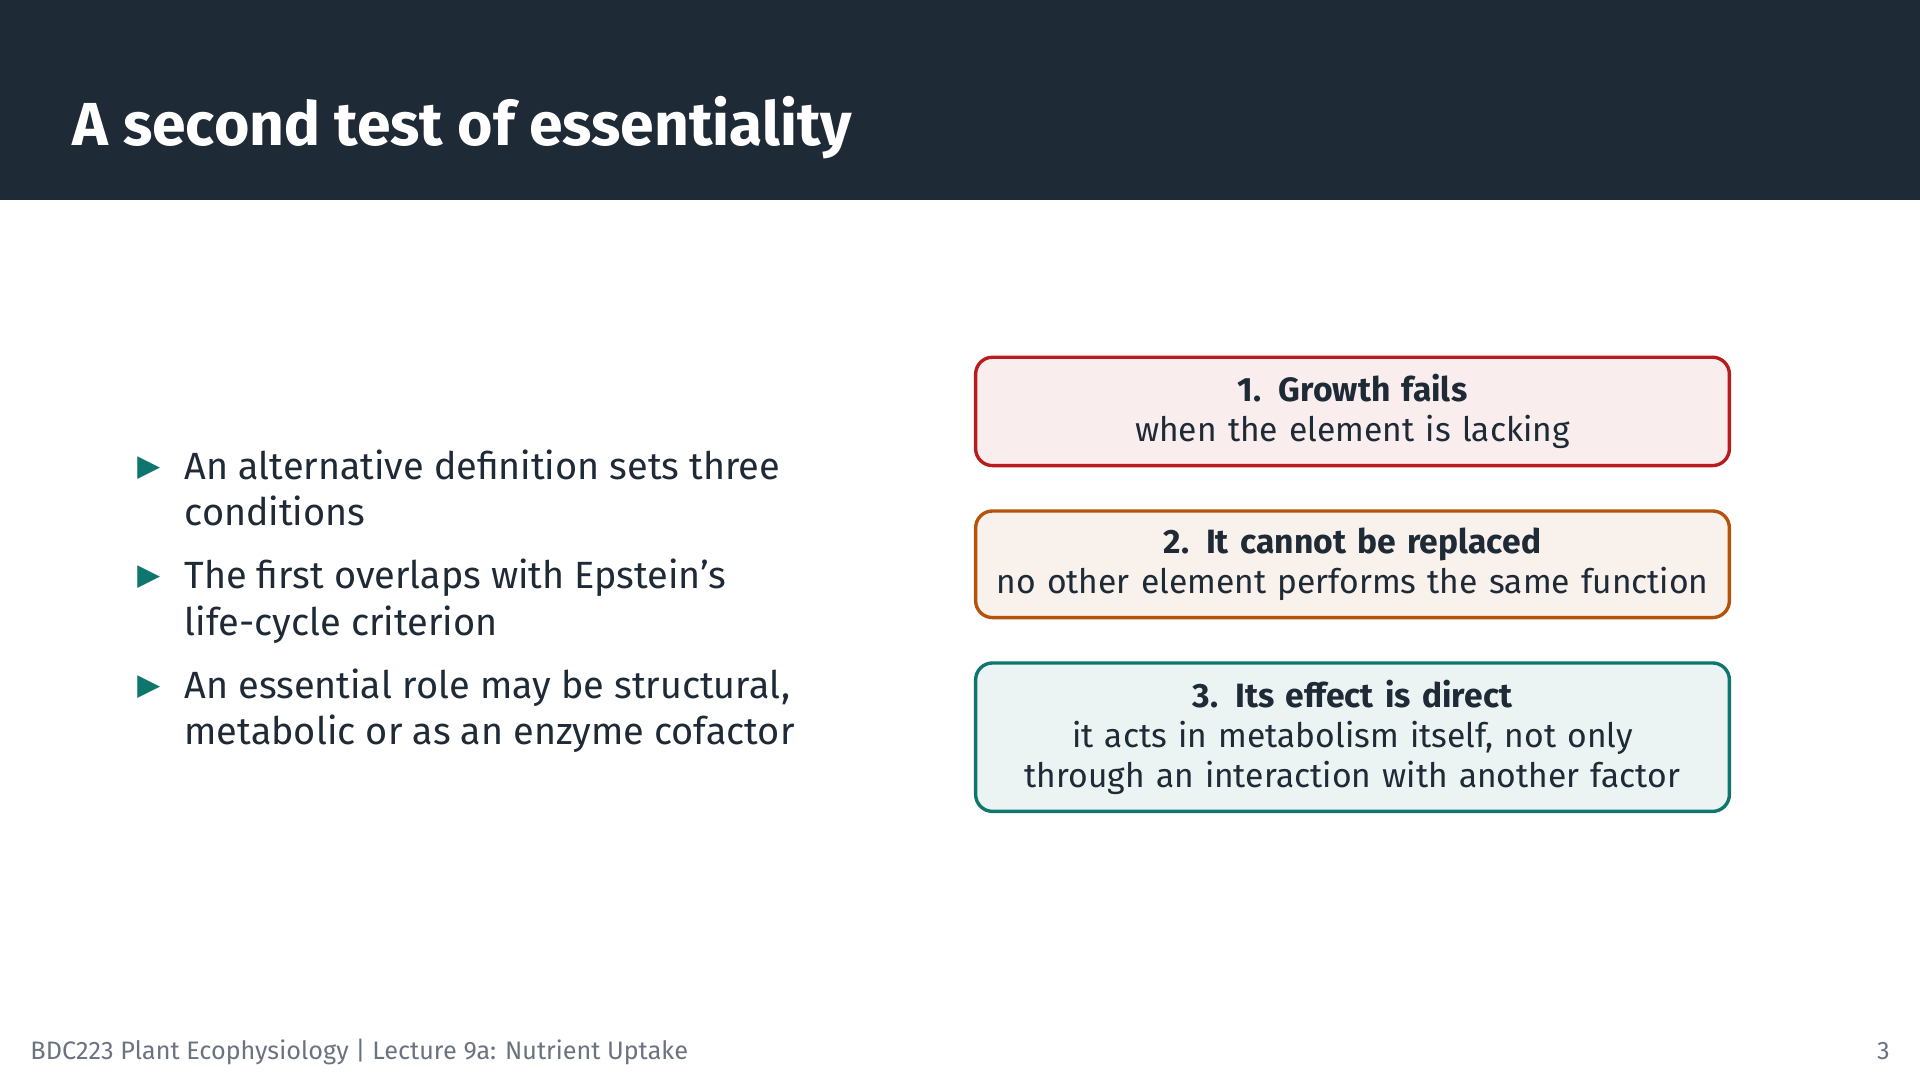 A second test of essentiality
► An alternative definition sets three
conditions
► The first overlaps with Epstein’s
life-cycle criterion
► An essential role may be structural,
metabolic or as an enzyme cofactor
1. Growth fails
when the element is lacking
2. It cannot be replaced
no other element performs the same function
3. Its effect is direct
it acts in metabolism itself, not only
through an interaction with another factor
BDC223 Plant Ecophysiology | Lecture 9a: Nutrient Uptake
3